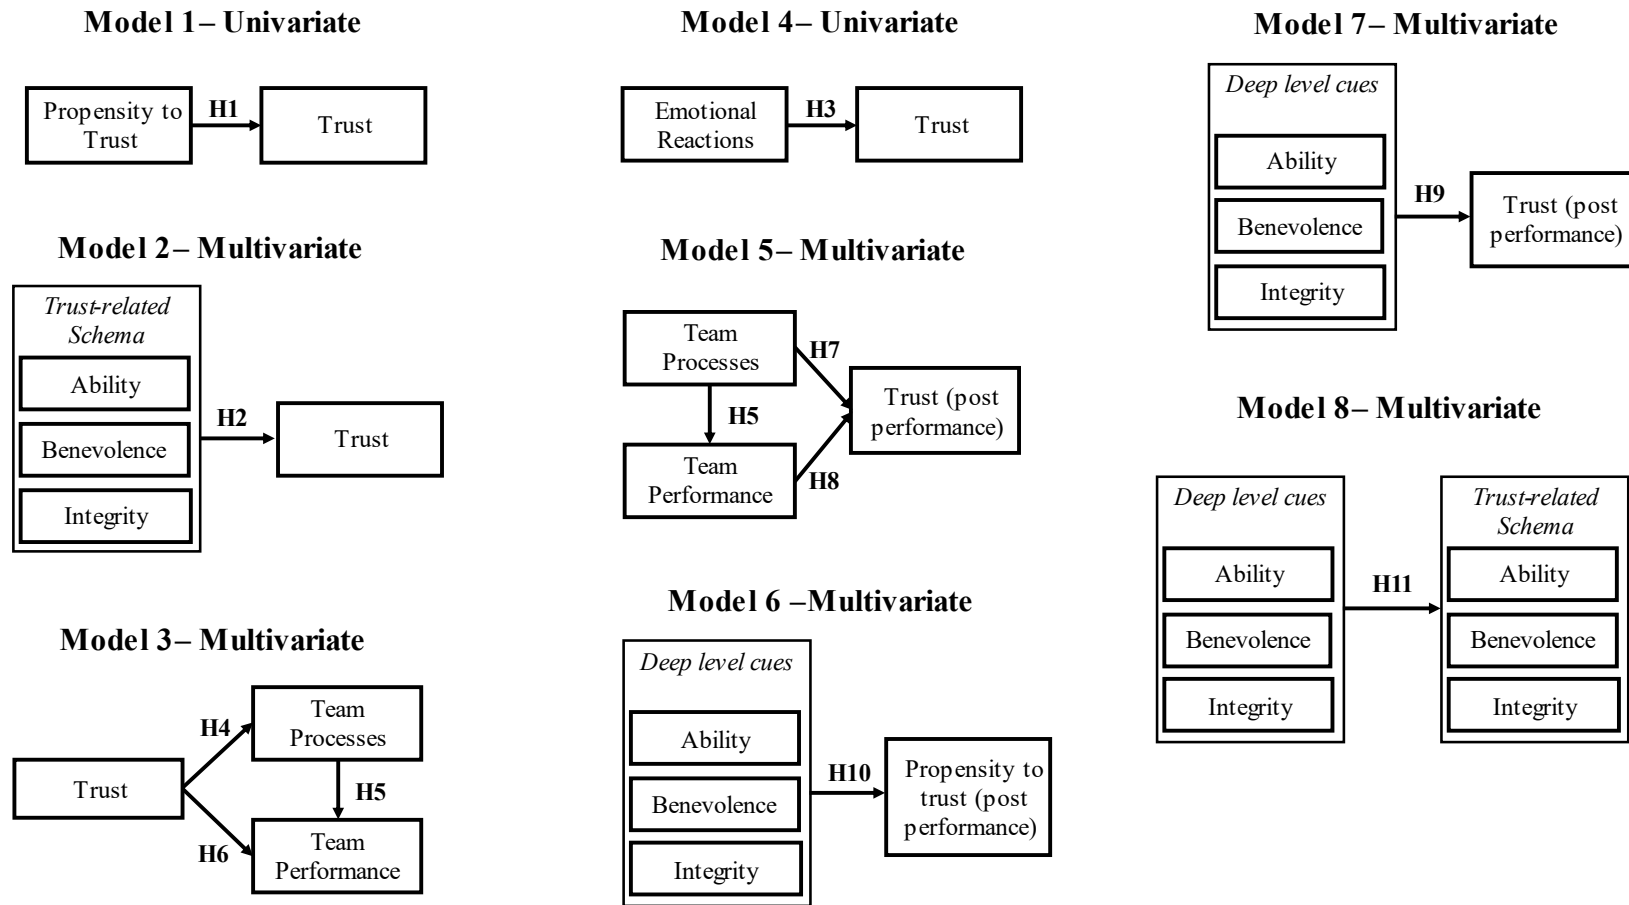 Model 1– Univariate
Propensity to
Trust
H1
Trust
Model 2– Multivariate
Trust-related
Schema
Ability
Benevolence
Integrity
H2
Trust
Model 3– Multivariate
Trust
H4
H6
Team
Processes
H5
Team
Performance
Model 4– Univariate
Emotional
Reactions
H3
Trust
Model 5– Multivariate
Team
Processes
H7
H5
Trust (post
performance)
Team
Performance
H8
Model 6 –Multivariate
Deep level cues
Ability
Benevolence
Integrity
H10
Propensity to
trust (post
performance)
Model 7– Multivariate
Deep level cues
Ability
Benevolence
Integrity
H9
Trust (post
performance)
Model 8– Multivariate
Deep level cues
Ability
Benevolence
Integrity
H11
Trust-related
Schema
Ability
Benevolence
Integrity